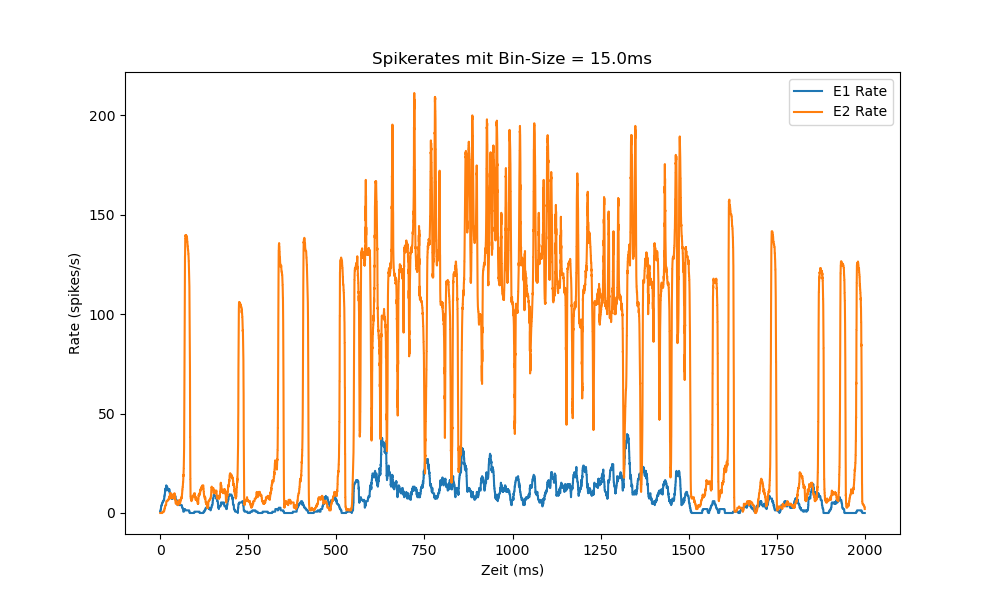 Spikerates mit Bin-Size = 15.0ms
E1 Rate
E2 Rate
Rate (spikes/s)
200
150
100
50
0
0 250 500 750 1000 1250 1500 1750 2000
Zeit (ms)